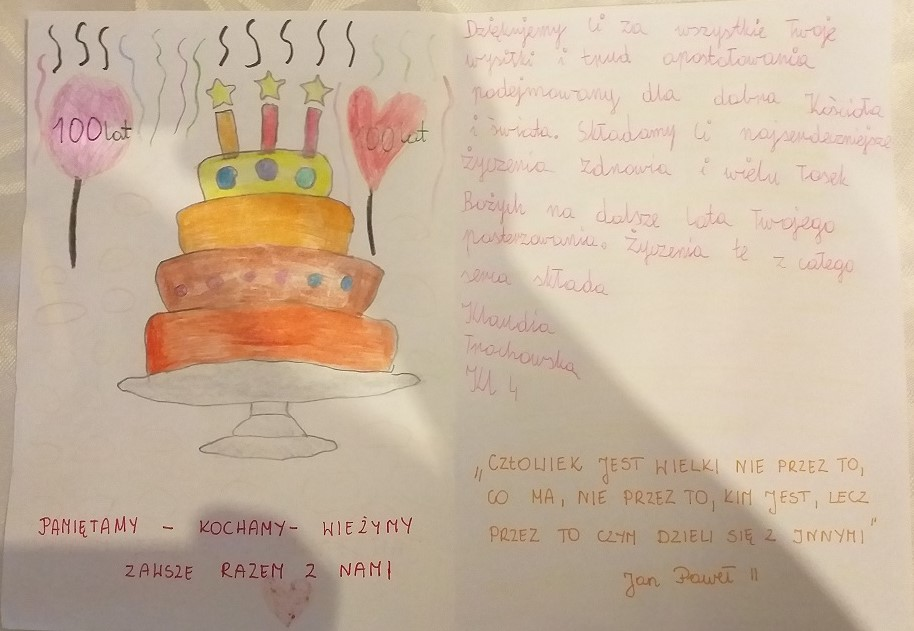 100 lat
100 lat
PAMIĘTAMY - KOCHAMY - WIEŻYMY
ZAWSZE RAZEM Z NAMI
Dziękujemy Ci za wszystkie Twoje
wysiłki i trud apostołowania
podejmowany dla dobra Kościoła
i świata. Składamy Ci najserdeczniejsze
życzenia zdrowia i wielu Łask
Bożych na dalsze lata Twojego
pasterzowania. Życzenia te z całego
serca składa
Klaudia
Trochowska
Kl 4
„CZŁOWIEK JEST WIELKI NIE PRZEZ TO,
CO MA, NIE PRZEZ TO, KIM JEST, LECZ
PRZEZ TO CZYM DZIELI SIĘ Z INNYMI"
Jan Paweł II